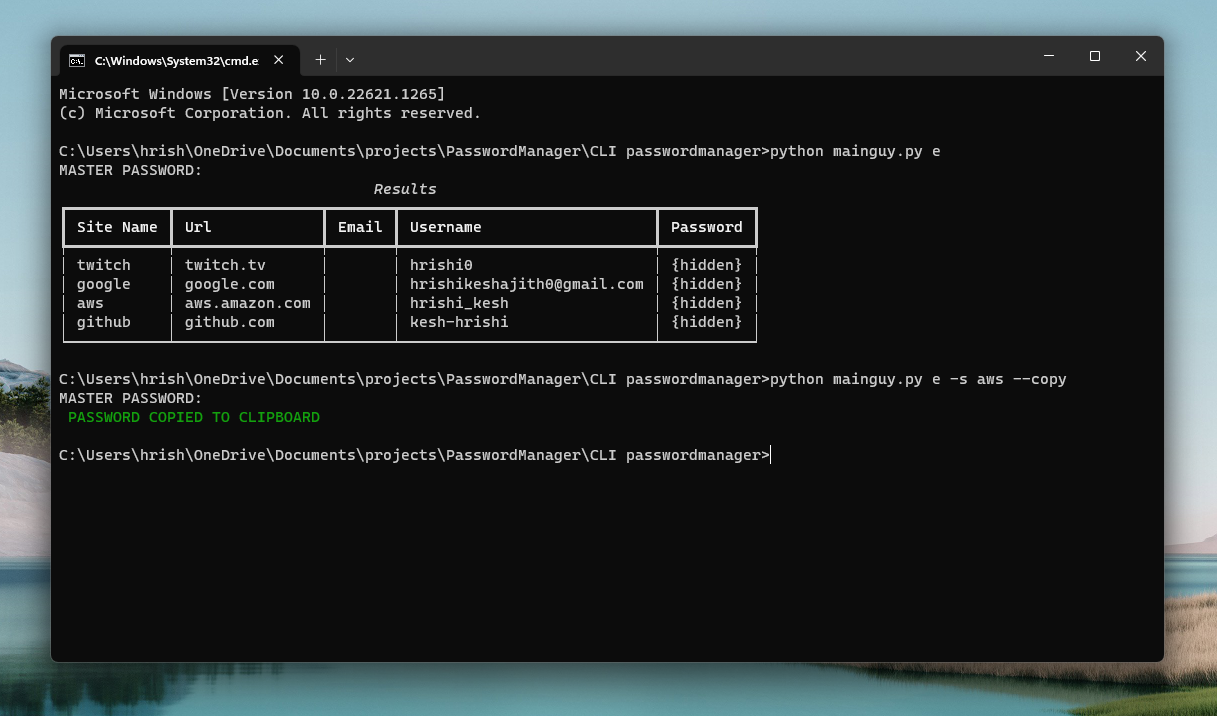 C:\Windows\System32\cmd.e
Microsoft Windows [Version 10.0.22621.1265]
(c) Microsoft Corporation. All rights reserved.
C:\Users\hrish\OneDrive\Documents\projects\PasswordManager\CLI passwordmanager>python mainguy.py e
MASTER PASSWORD:
Results
Site Name Url Email Username Password
twitch twitch.tv hrishi0 {hidden}
google google.com hrishikeshajith0@gmail.com {hidden}
aws aws.amazon.com hrishi_kesh {hidden}
github github.com kesh-hrishi {hidden}
C:\Users\hrish\OneDrive\Documents\projects\PasswordManager\CLI passwordmanager>python mainguy.py e -s aws --copy
MASTER PASSWORD:
PASSWORD COPIED TO CLIPBOARD
C:\Users\hrish\OneDrive\Documents\projects\PasswordManager\CLI passwordmanager>